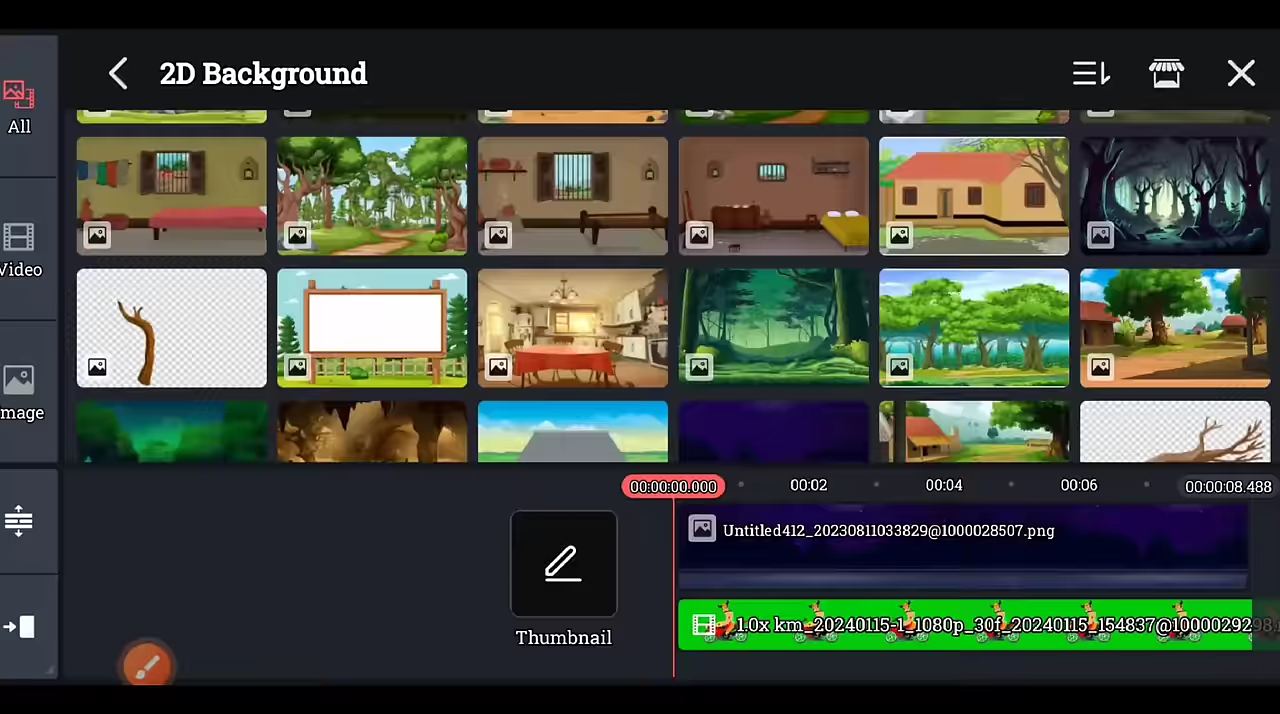 2D Background
All
Video
mage
00:00:00.000
00:02
00:04
00:06
00:00:08.488
Untitled412_20230811033829@1000028507.png
Thumbnail
1.0x km_20240115-1_1080p_30f_20240115_154837@1000029298